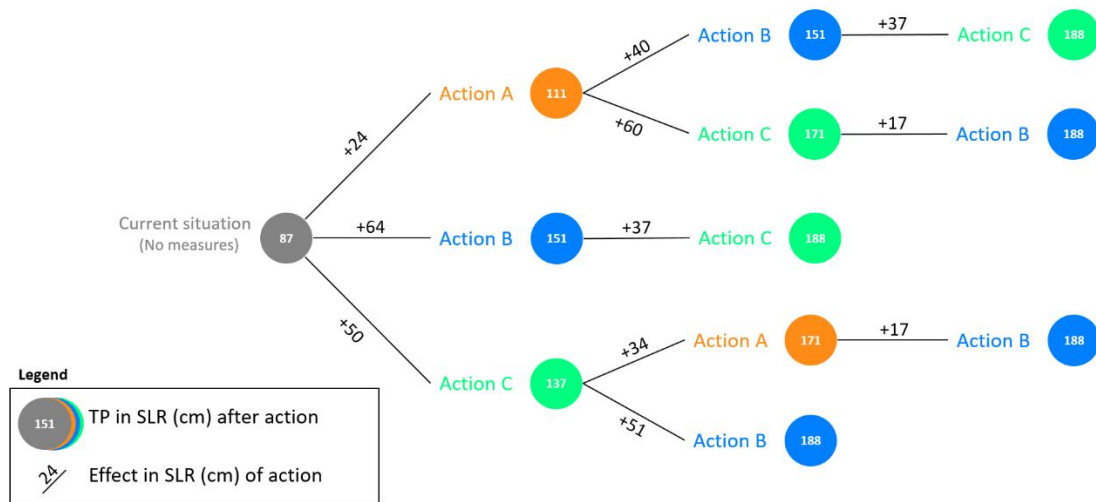 Action B 151 +37 Action C 188
+40
Action A 111
+60
Action C 171 +17 Action B 188
+24
Current situation
(No measures)
87
+64
Action B 151 +37 Action C 188
+50
Action C 137
+34
Action A 171 +17 Action B 188
+51
Action B 188
Legend
151 TP in SLR (cm) after action
24 Effect in SLR (cm) of action